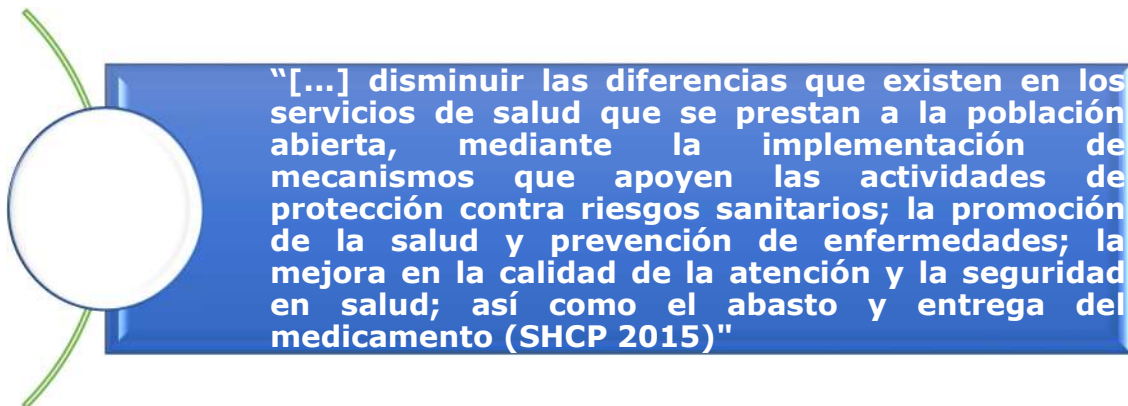 “[...] disminuir las diferencias que existen en los
servicios de salud que se prestan a la población
abierta, mediante la implementación de
mecanismos que apoyen las actividades de
protección contra riesgos sanitarios; la promoción
de la salud y prevención de enfermedades; la
mejora en la calidad de la atención y la seguridad
en salud; así como el abasto y entrega del
medicamento (SHCP 2015)"